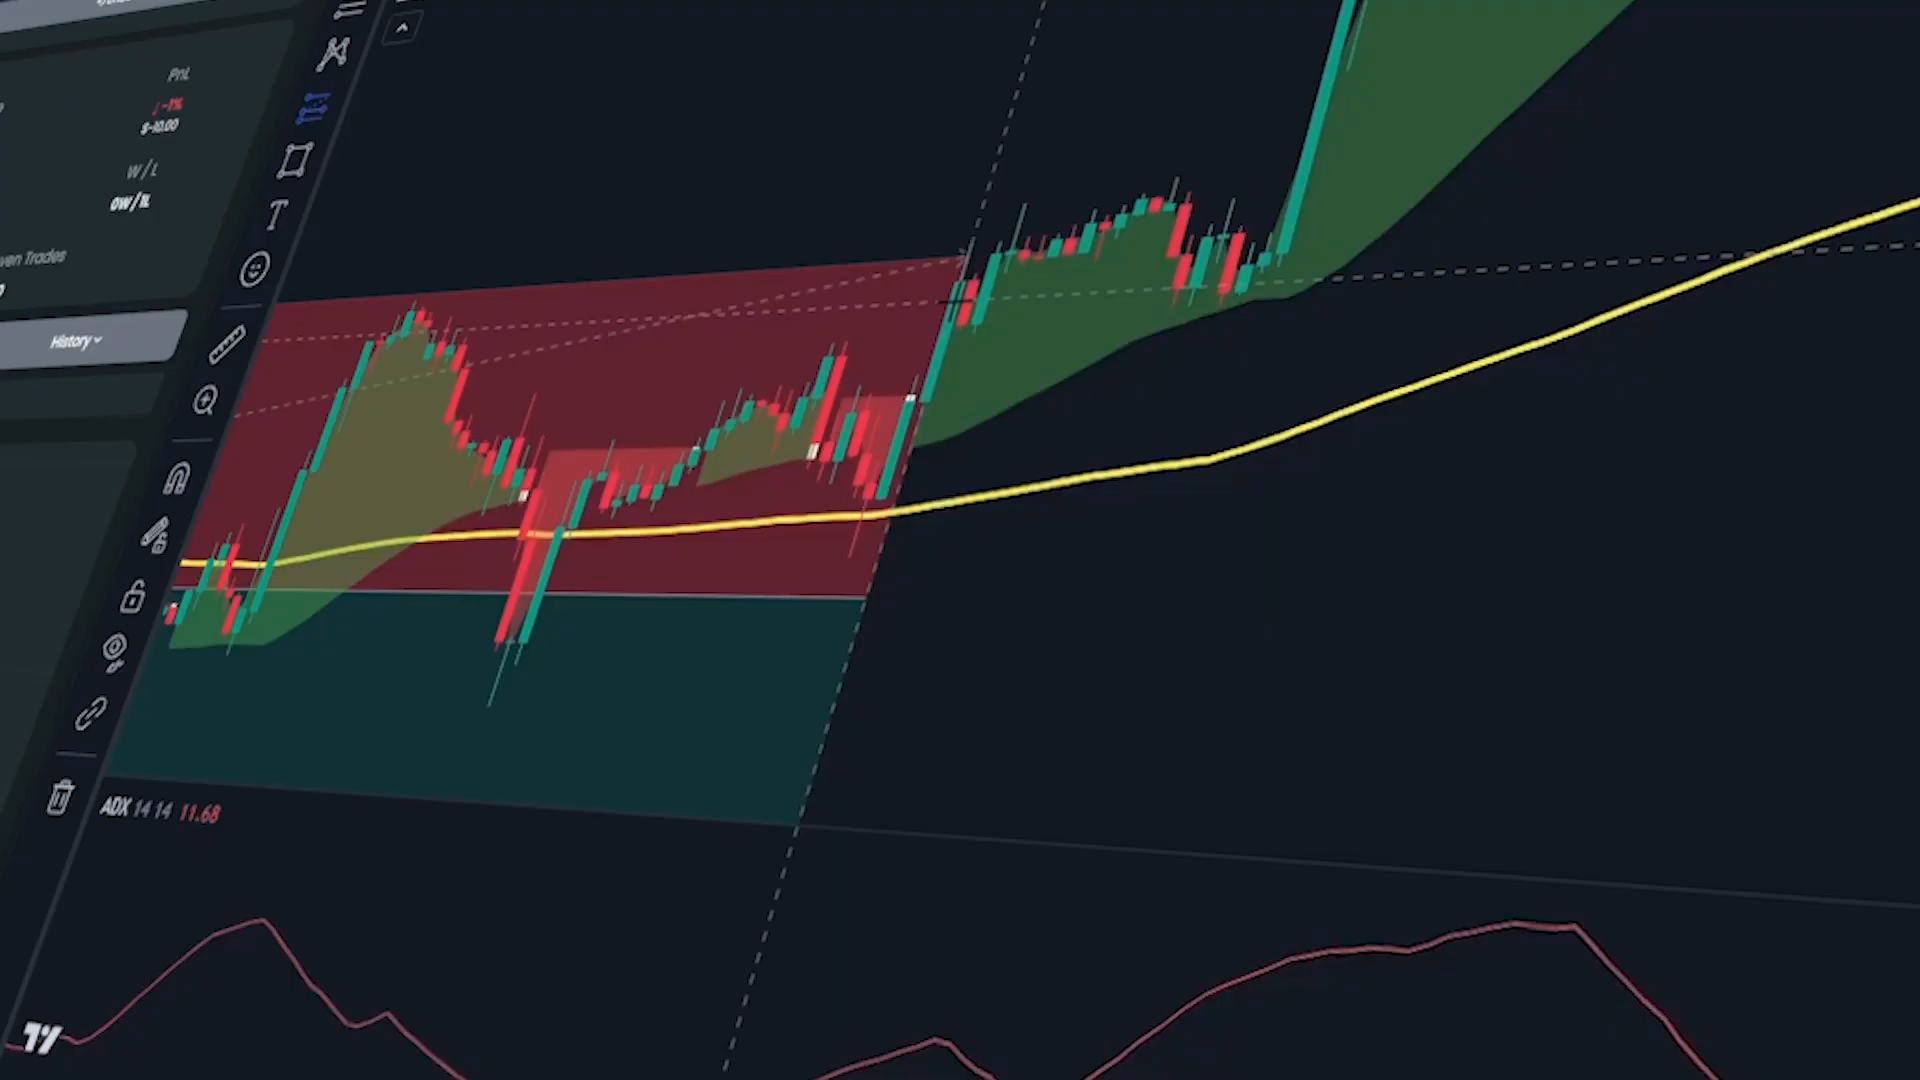 PnL
-1%
$-10.00
W / L
0W / 1L
ven Trades
History
ADX 14 14 11.68